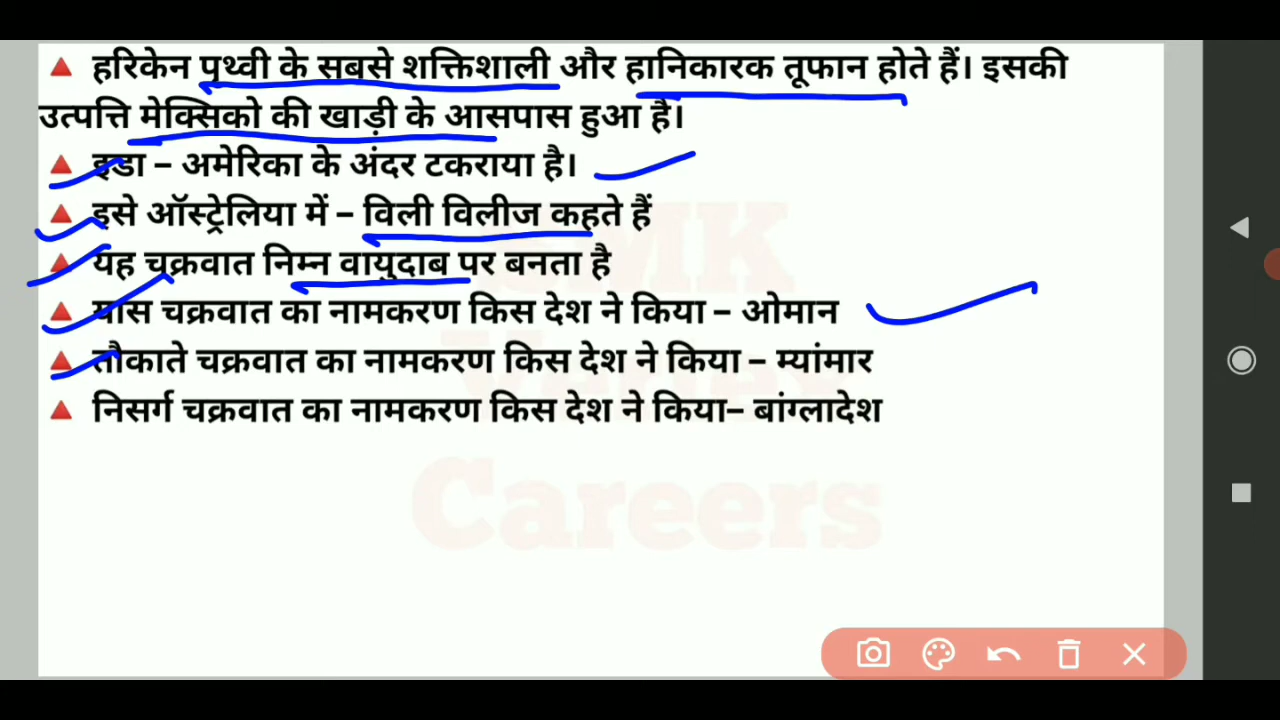 🔺 हरिकेन पृथ्वी के सबसे शक्तिशाली और हानिकारक तूफान होते हैं। इसकी
उत्पत्ति मेक्सिको की खाड़ी के आसपास हुआ है।
🔺 इडा – अमेरिका के अंदर टकराया है।
🔺 इसे ऑस्ट्रेलिया में – विली विलीज कहते हैं
🔺 यह चक्रवात निम्न वायुदाब पर बनता है
🔺 यास चक्रवात का नामकरण किस देश ने किया – ओमान
🔺 तौकाते चक्रवात का नामकरण किस देश ने किया – म्यांमार
🔺 निसर्ग चक्रवात का नामकरण किस देश ने किया– बांग्लादेश
Careers